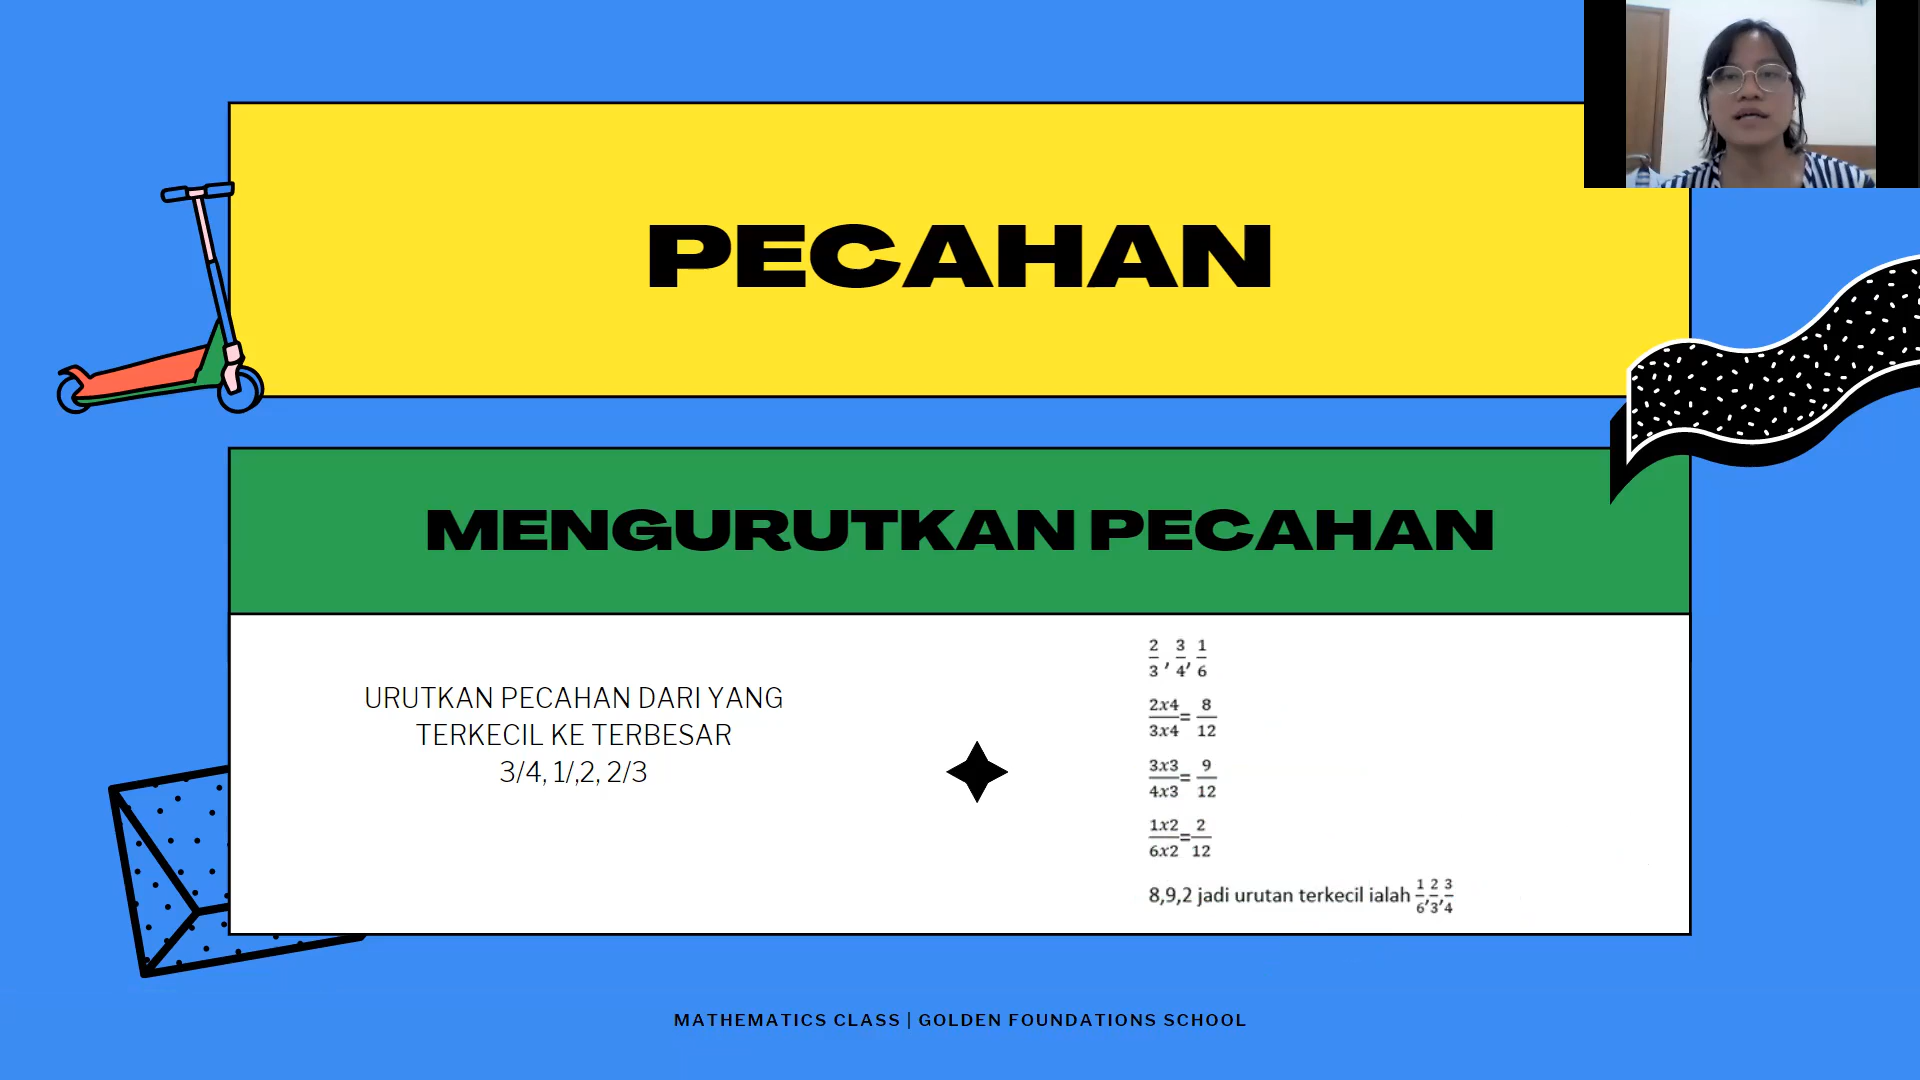 PECAHAN
MENGURUTKAN PECAHAN
URUTKAN PECAHAN DARI YANG
TERKECIL KE TERBESAR
3/4, 1/,2, 2/3
2/3, 3/4, 1/6
2x4/3x4 = 8/12
3x3/4x3 = 9/12
1x2/6x2 = 2/12
8,9,2 jadi urutan terkecil ialah 1/6, 2/3, 3/4
MATHEMATICS CLASS | GOLDEN FOUNDATIONS SCHOOL